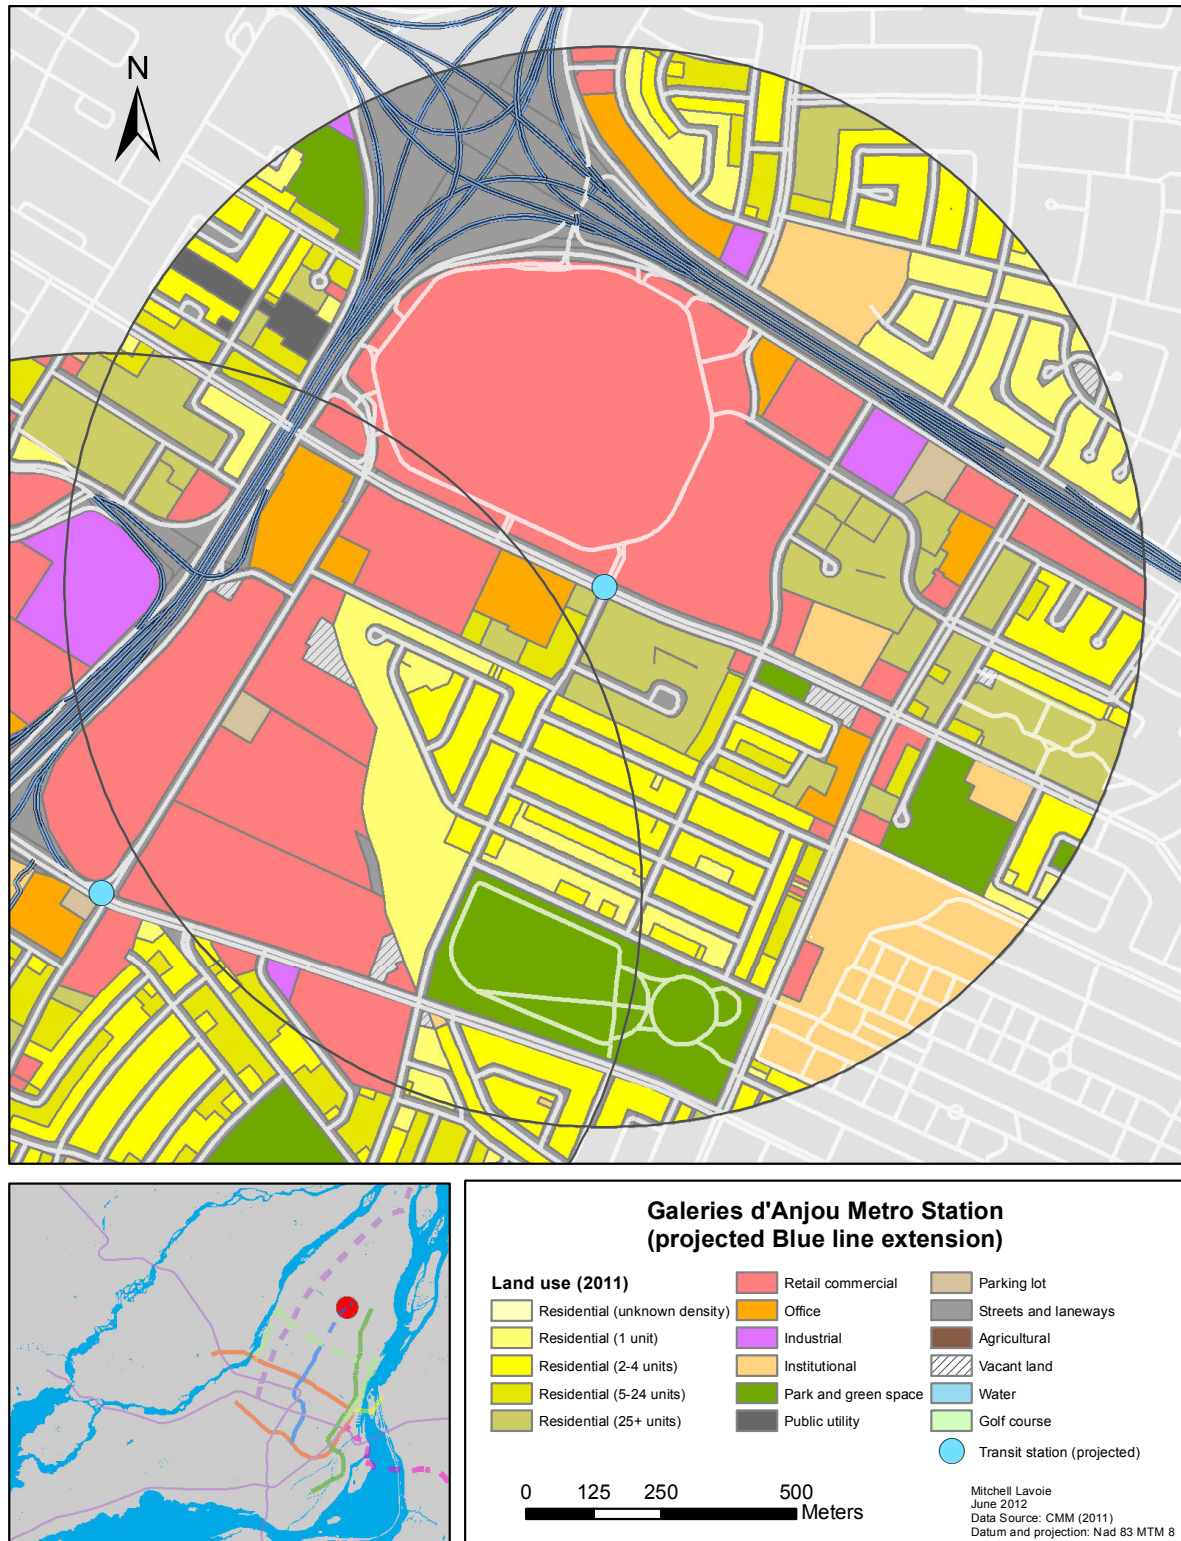 N
Galeries d'Anjou Metro Station
(projected Blue line extension)
Land use (2011)
Residential (unknown density)
Residential (1 unit)
Residential (2-4 units)
Residential (5-24 units)
Residential (25+ units)
Retail commercial
Office
Industrial
Institutional
Park and green space
Public utility
Parking lot
Streets and laneways
Agricultural
Vacant land
Water
Golf course
Transit station (projected)
0 125 250 500
Meters
Mitchell Lavoie
June 2012
Data Source: CMM (2011)
Datum and projection: Nad 83 MTM 8